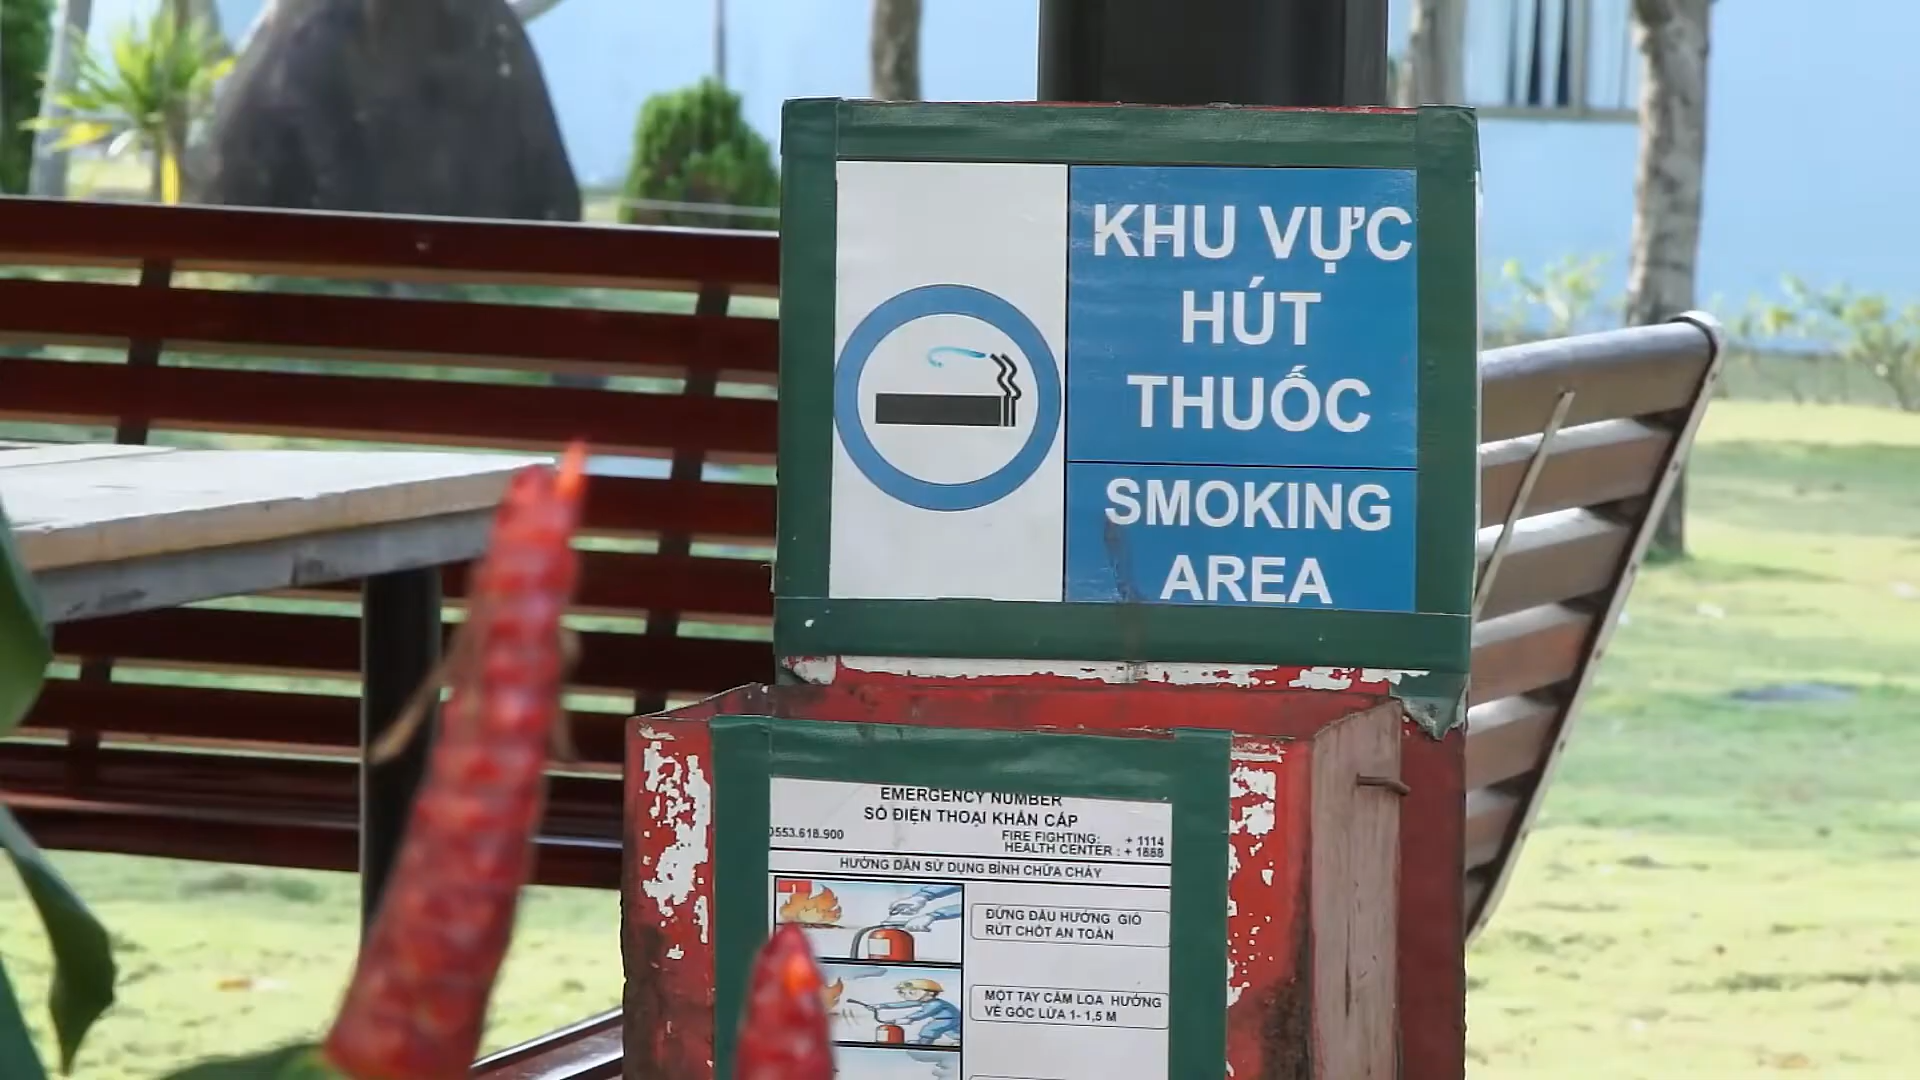 KHU VỰC
HÚT
THUỐC
SMOKING
AREA
EMERGENCY NUMBER
SỐ ĐIỆN THOẠI KHẨN CẤP
0553.618.900
FIRE FIGHTING: + 1114
HEALTH CENTER : + 1888
HƯỚNG DẪN SỬ DỤNG BÌNH CHỮA CHÁY
ĐỨNG ĐẦU HƯỚNG GIÓ
RÚT CHỐT AN TOÀN
MỘT TAY CẦM LOA HƯỚNG
VỀ GỐC LỬA 1- 1,5 M